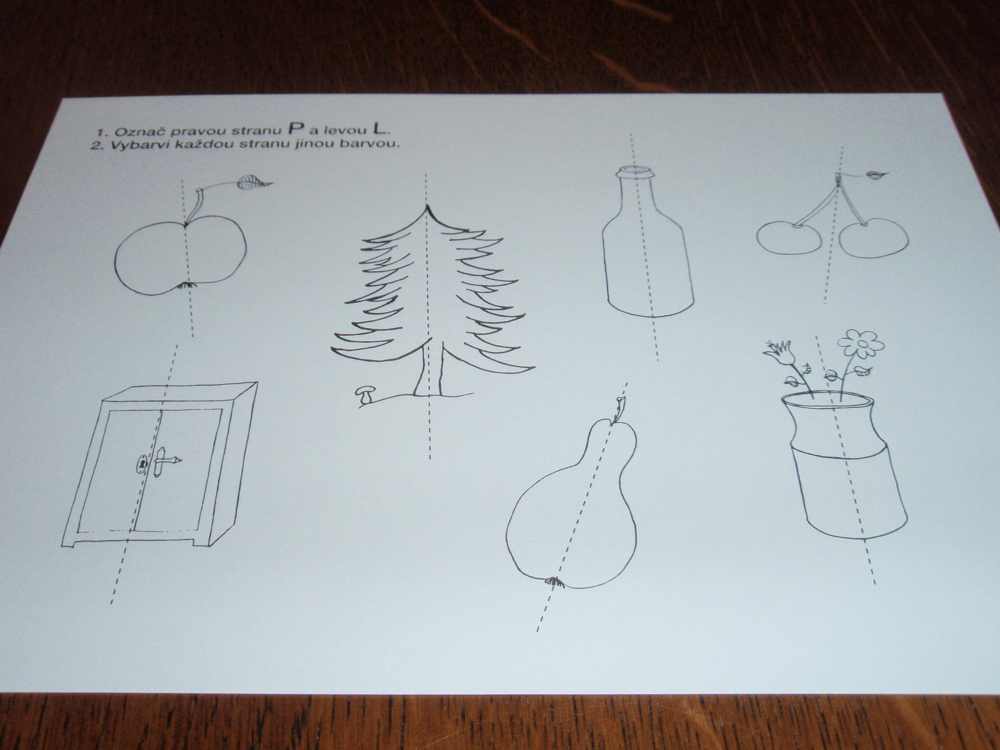 1. Označ pravou stranu P a levou L.
2. Vybarvi každou stranu jinou barvou.